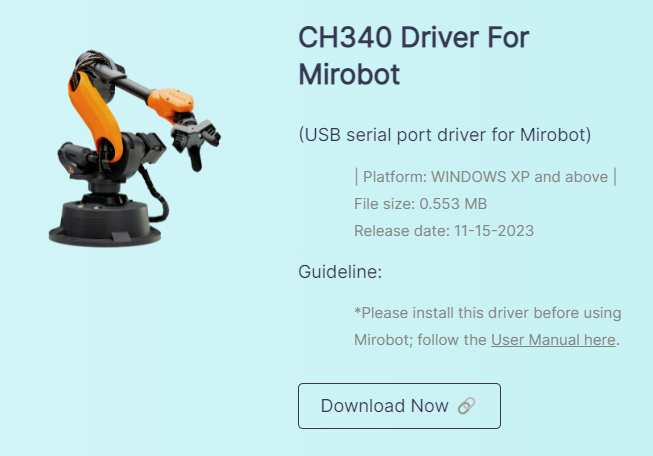 CH340 Driver For
Mirobot
(USB serial port driver for Mirobot)
| Platform: WINDOWS XP and above |
File size: 0.553 MB
Release date: 11-15-2023
Guideline:
*Please install this driver before using
Mirobot; follow the User Manual here.
Download Now 🔗